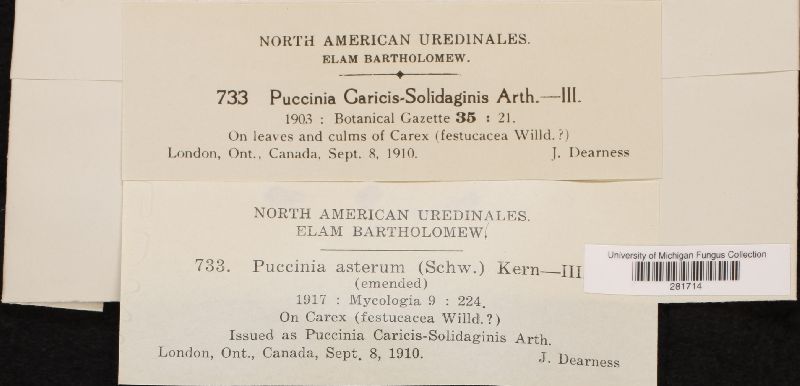 NORTH AMERICAN UREDINALES.
ELAM BARTHOLOMEW.
733 Puccinia Caricis-Solidaginis Arth.—III.
1903 : Botanical Gazette 35 : 21.
On leaves and culms of Carex (festucacea Willd.?)
London, Ont., Canada, Sept. 8, 1910. J. Dearness
NORTH AMERICAN UREDINALES.
ELAM BARTHOLOMEW.
733. Puccinia asterum (Schw.) Kern—III
(emended)
1917 : Mycologia 9 : 224.
On Carex (festucacea Willd.?)
Issued as Puccinia Caricis-Solidaginis Arth.
London, Ont., Canada, Sept. 8, 1910. J. Dearness
University of Michigan Fungus Collection
281714